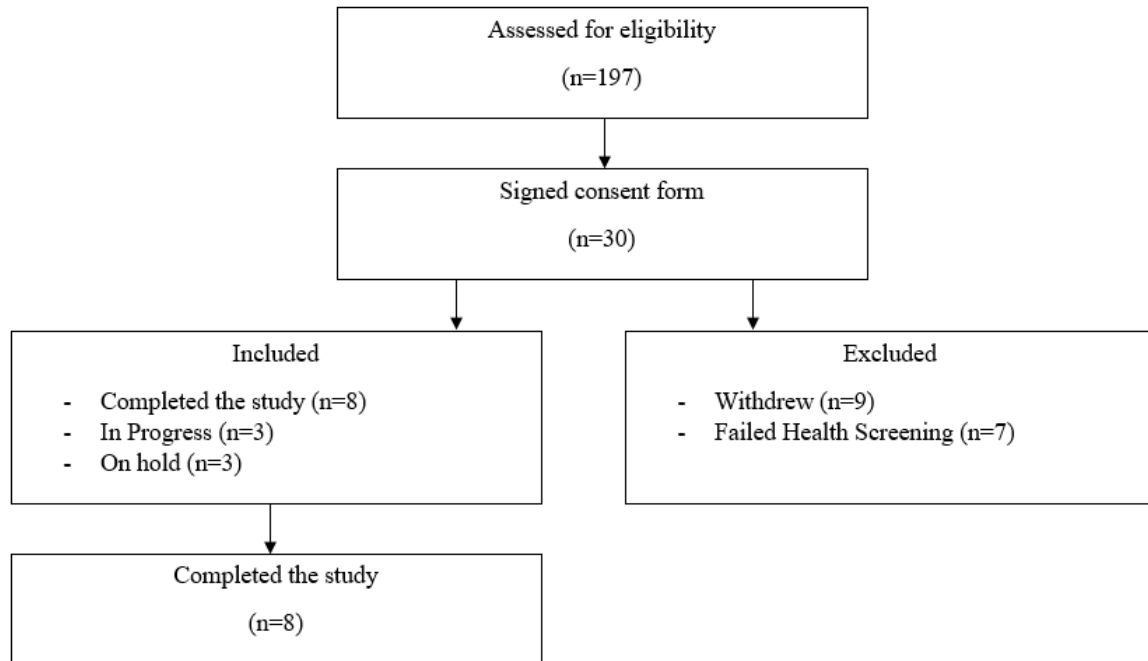 Assessed for eligibility
(n=197)
Signed consent form
(n=30)
Included
- Completed the study (n=8)
- In Progress (n=3)
- On hold (n=3)
Excluded
- Withdrew (n=9)
- Failed Health Screening (n=7)
Completed the study
(n=8)